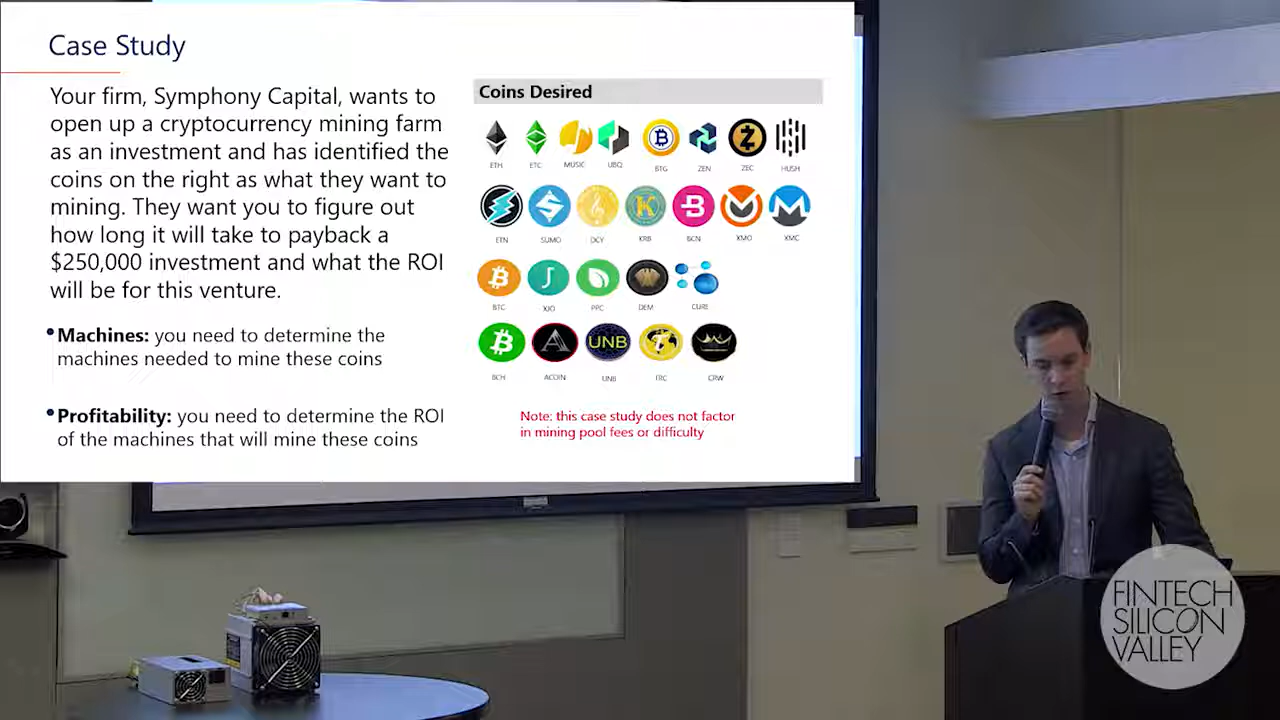 Case Study
Your firm, Symphony Capital, wants to
open up a cryptocurrency mining farm
as an investment and has identified the
coins on the right as what they want to
mining. They want you to figure out
how long it will take to payback a
$250,000 investment and what the ROI
will be for this venture.
Machines: you need to determine the
machines needed to mine these coins
Profitability: you need to determine the ROI
of the machines that will mine these coins
Coins Desired
ETH ETC MUSIC UBQ BTG ZEN ZEC HUSH
ETN SUMO DCY KRB BCN XMO XMC
BTC XJO PPC DEM CURE
UNB
BCH ACOIN UNB TRC CRW
Note: this case study does not factor
in mining pool fees or difficulty
FINTECH
SILICON
VALLEY